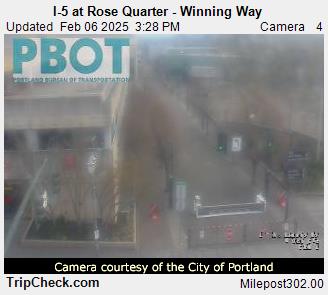 I-5 at Rose Quarter - Winning Way
Updated Feb 06 2025 3:28 PM Camera 4
PBOT
PORTLAND BUREAU OF TRANSPORTATION
Camera courtesy of the City of Portland
TripCheck.com Milepost302.00